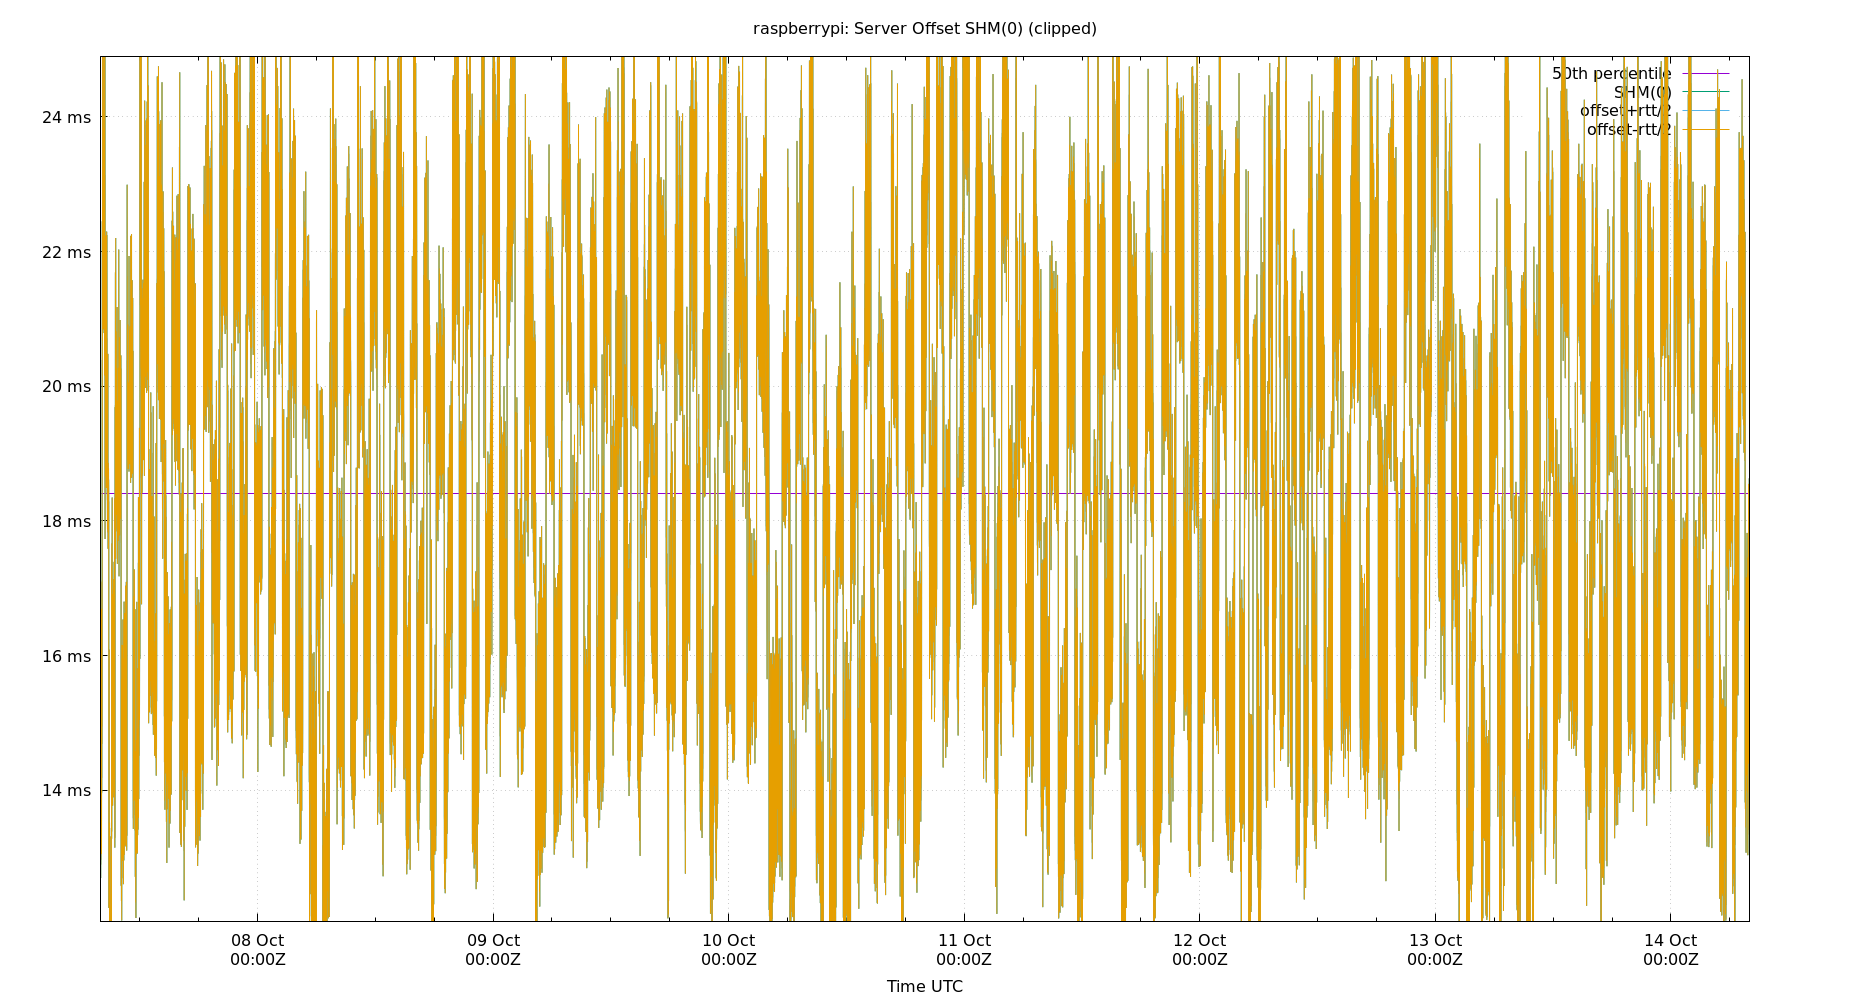 raspberrypi: Server Offset SHM(0) (clipped)
50th percentile
SHM(0)
offset+rtt/2
offset-rtt/2
24 ms
22 ms
20 ms
18 ms
16 ms
14 ms
08 Oct 09 Oct 10 Oct 11 Oct 12 Oct 13 Oct 14 Oct
00:00Z 00:00Z 00:00Z 00:00Z 00:00Z 00:00Z 00:00Z
Time UTC